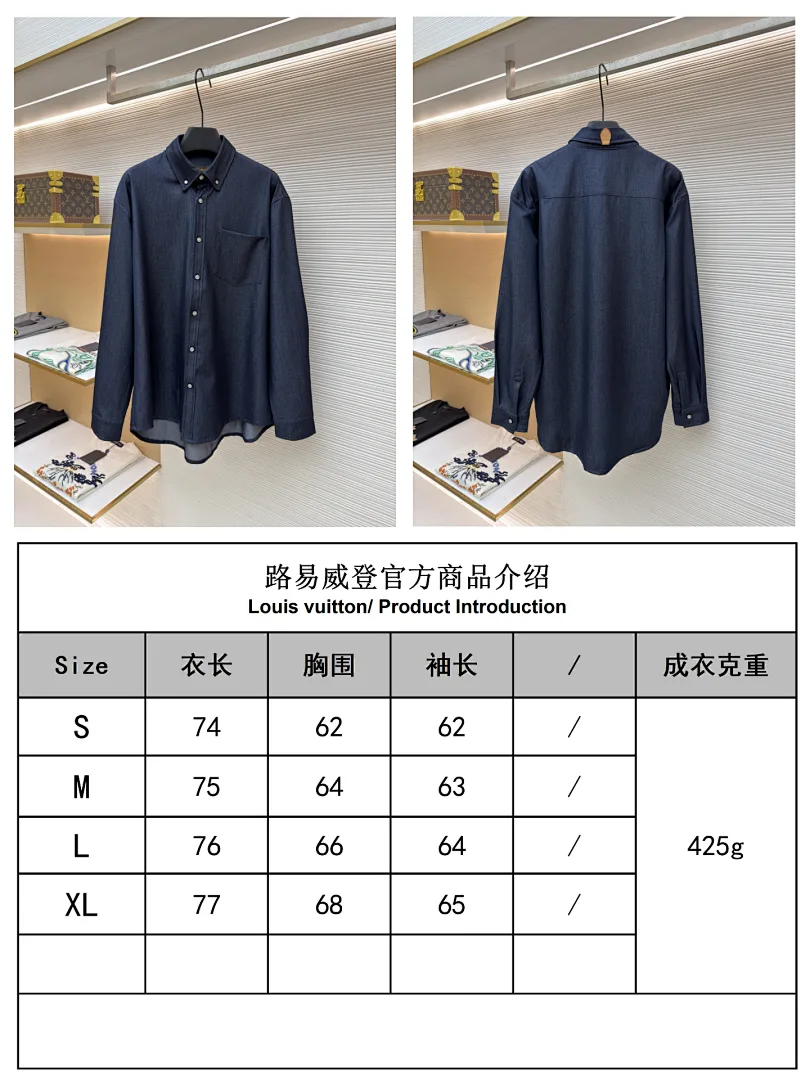 路易威登官方商品介绍
Louis vuitton/ Product Introduction
Size 衣长 胸围 袖长 / 成衣克重
S 74 62 62 /
M 75 64 63 /
L 76 66 64 /
XL 77 68 65 /
425g